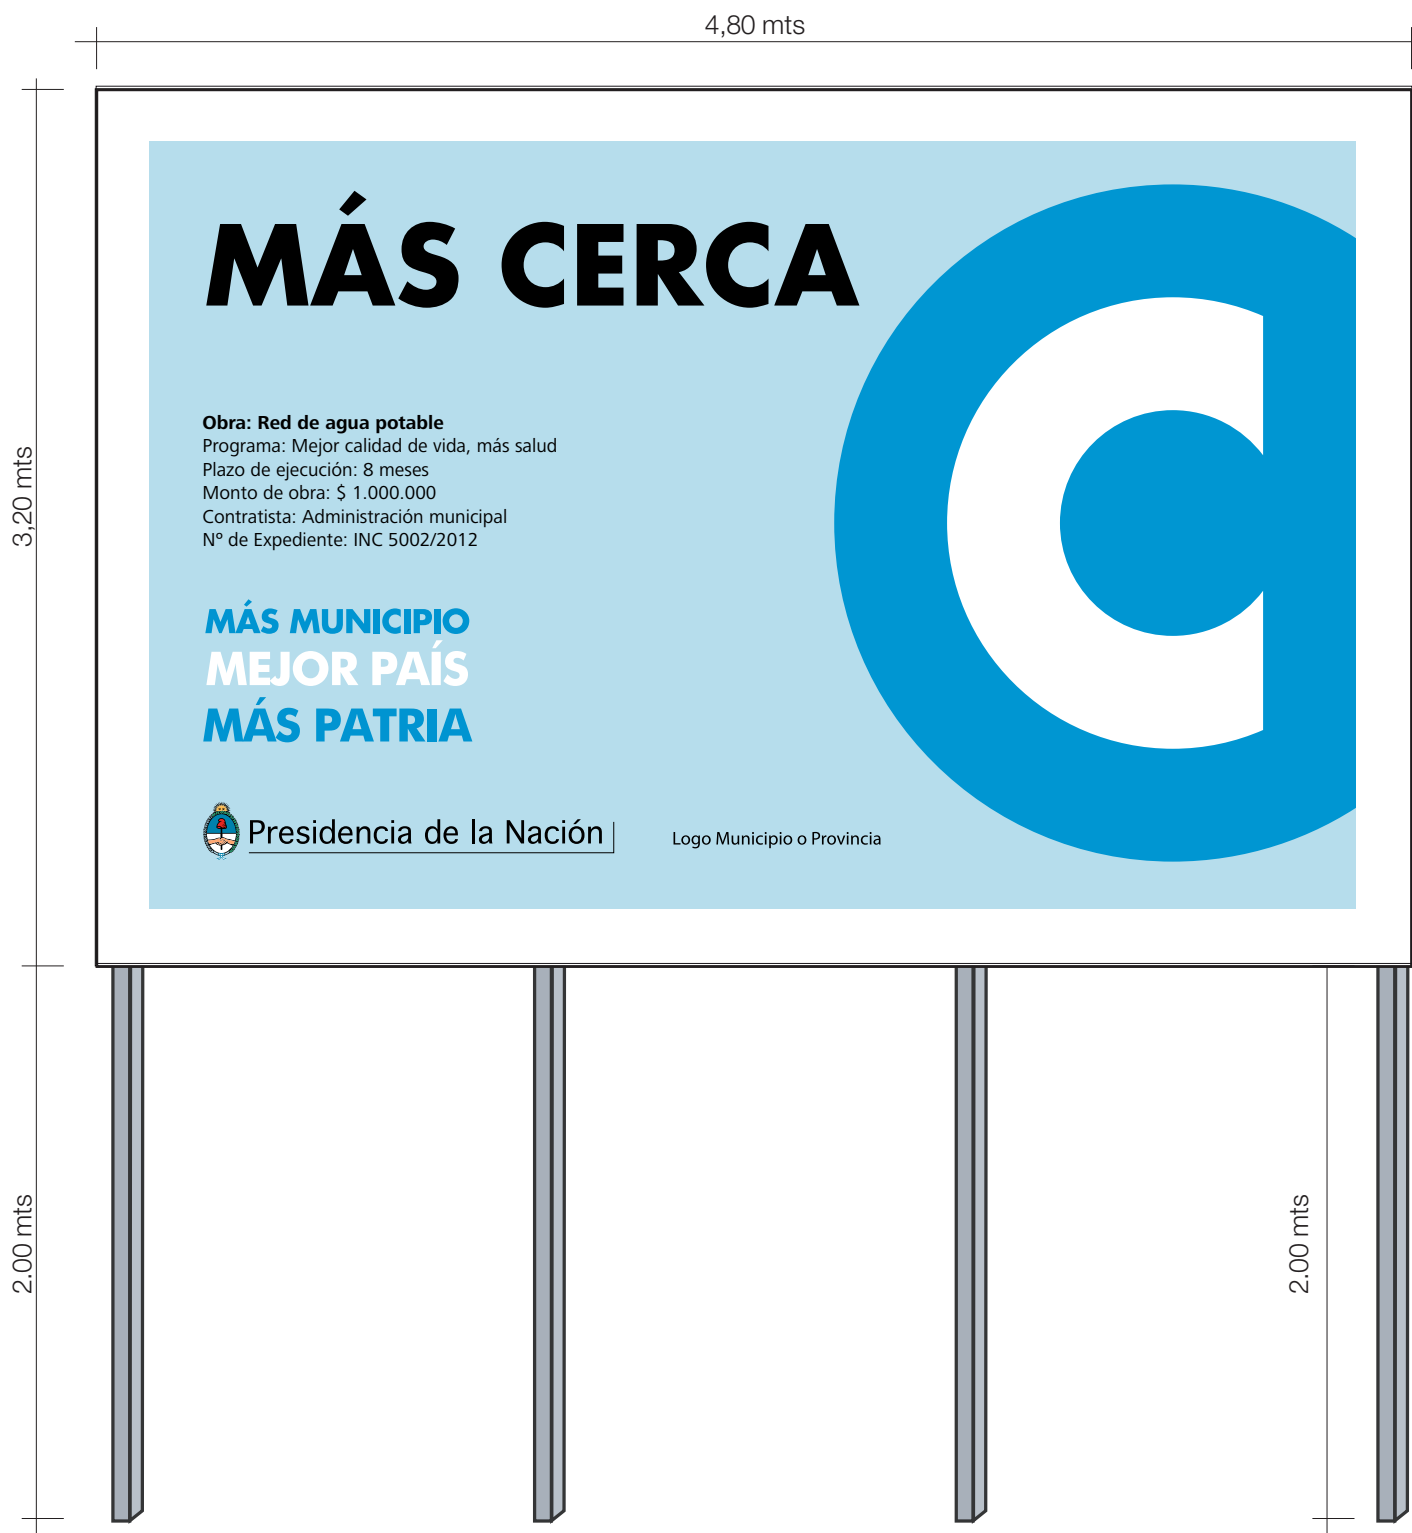 4,80 mts
3,20 mts
MÁS CERCA
Obra: Red de agua potable
Programa: Mejor calidad de vida, más salud
Plazo de ejecución: 8 meses
Monto de obra: $ 1.000.000
Contratista: Administración municipal
Nº de Expediente: INC 5002/2012
MÁS MUNICIPIO
MEJOR PAÍS
MÁS PATRIA
Presidencia de la Nación
Logo Municipio o Provincia
C
2.00 mts
2.00 mts